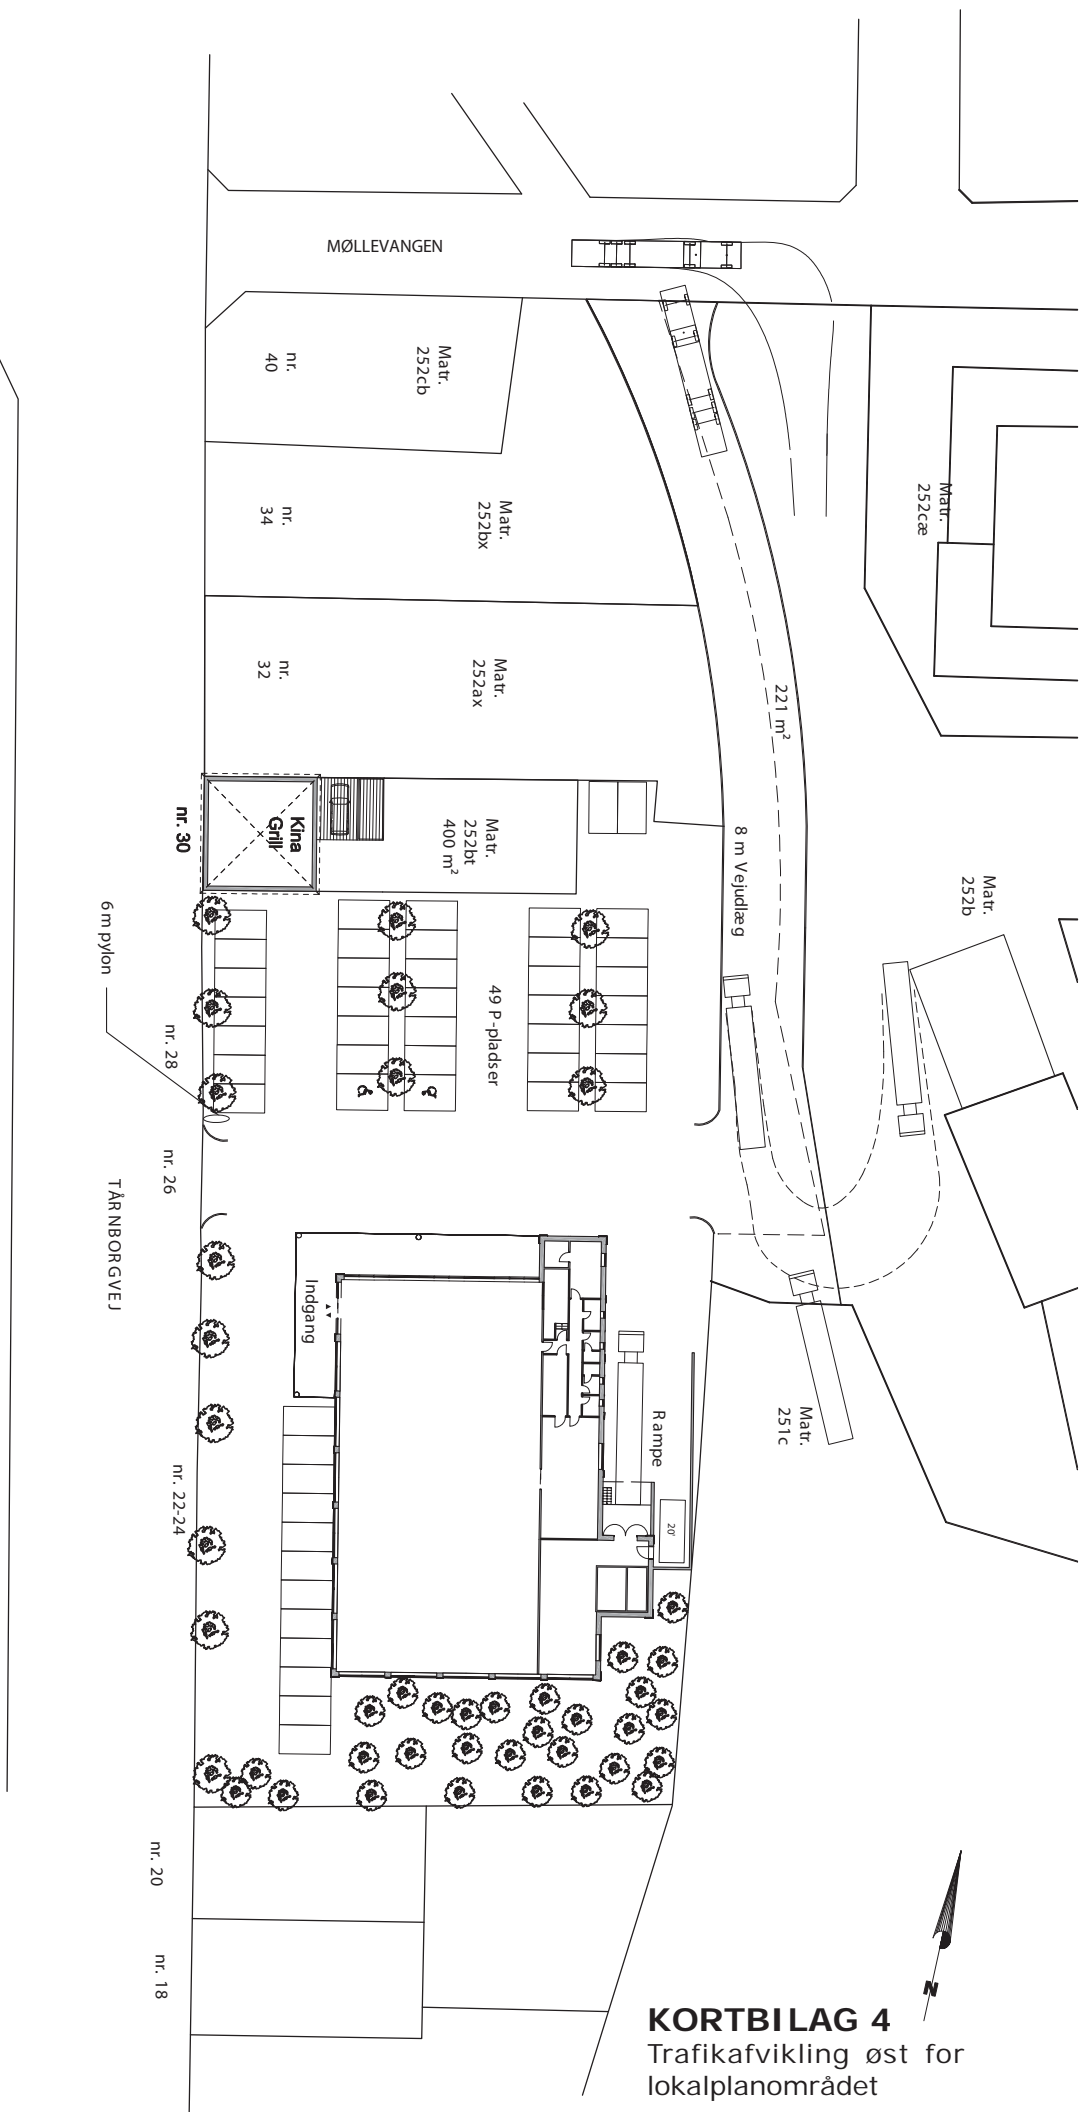 MØLLEVANGEN
Matr.
252cb
nr.
40
Matr.
252bx
nr.
34
Matr.
252cæ
Matr.
252ax
nr.
32
221 m²
Kina
Grill
nr. 30
Matr.
252bt
400 m²
8 m Vejudlæg
Matr.
252b
6 m pylon
49 P-pladser
nr. 28
nr. 26
TÅRNBORGVEJ
Indgang
Rampe
20'
Matr.
251c
nr. 22-24
nr. 20
nr. 18
N
KORTBILAG 4
Trafikafvikling øst for
lokalplanområdet